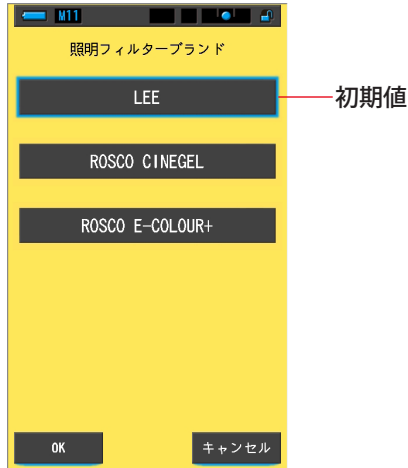 M11
照明フィルターブランド
LEE
初期値
ROSCO CINEGEL
ROSCO E-COLOUR+
OK
キャンセル